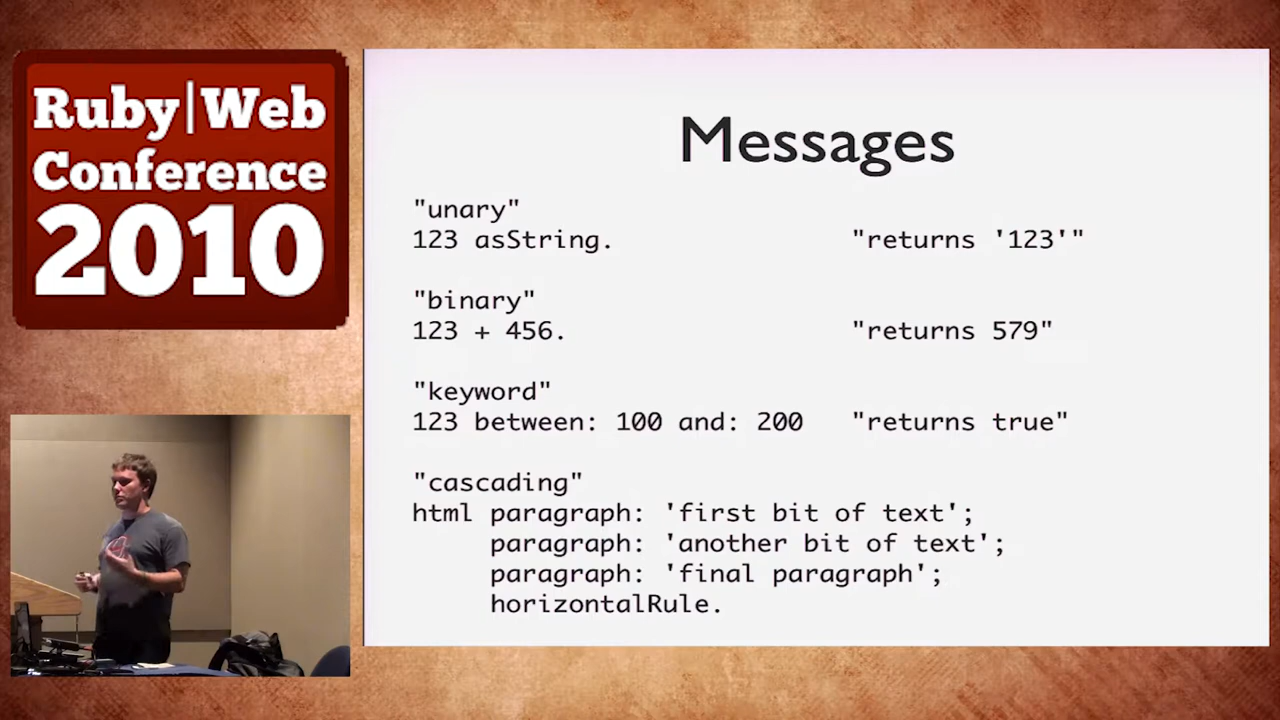 Ruby|Web
Conference
2010
Messages
"unary"
123 asString. "returns '123'"
"binary"
123 + 456. "returns 579"
"keyword"
123 between: 100 and: 200 "returns true"
"cascading"
html paragraph: 'first bit of text';
paragraph: 'another bit of text';
paragraph: 'final paragraph';
horizontalRule.